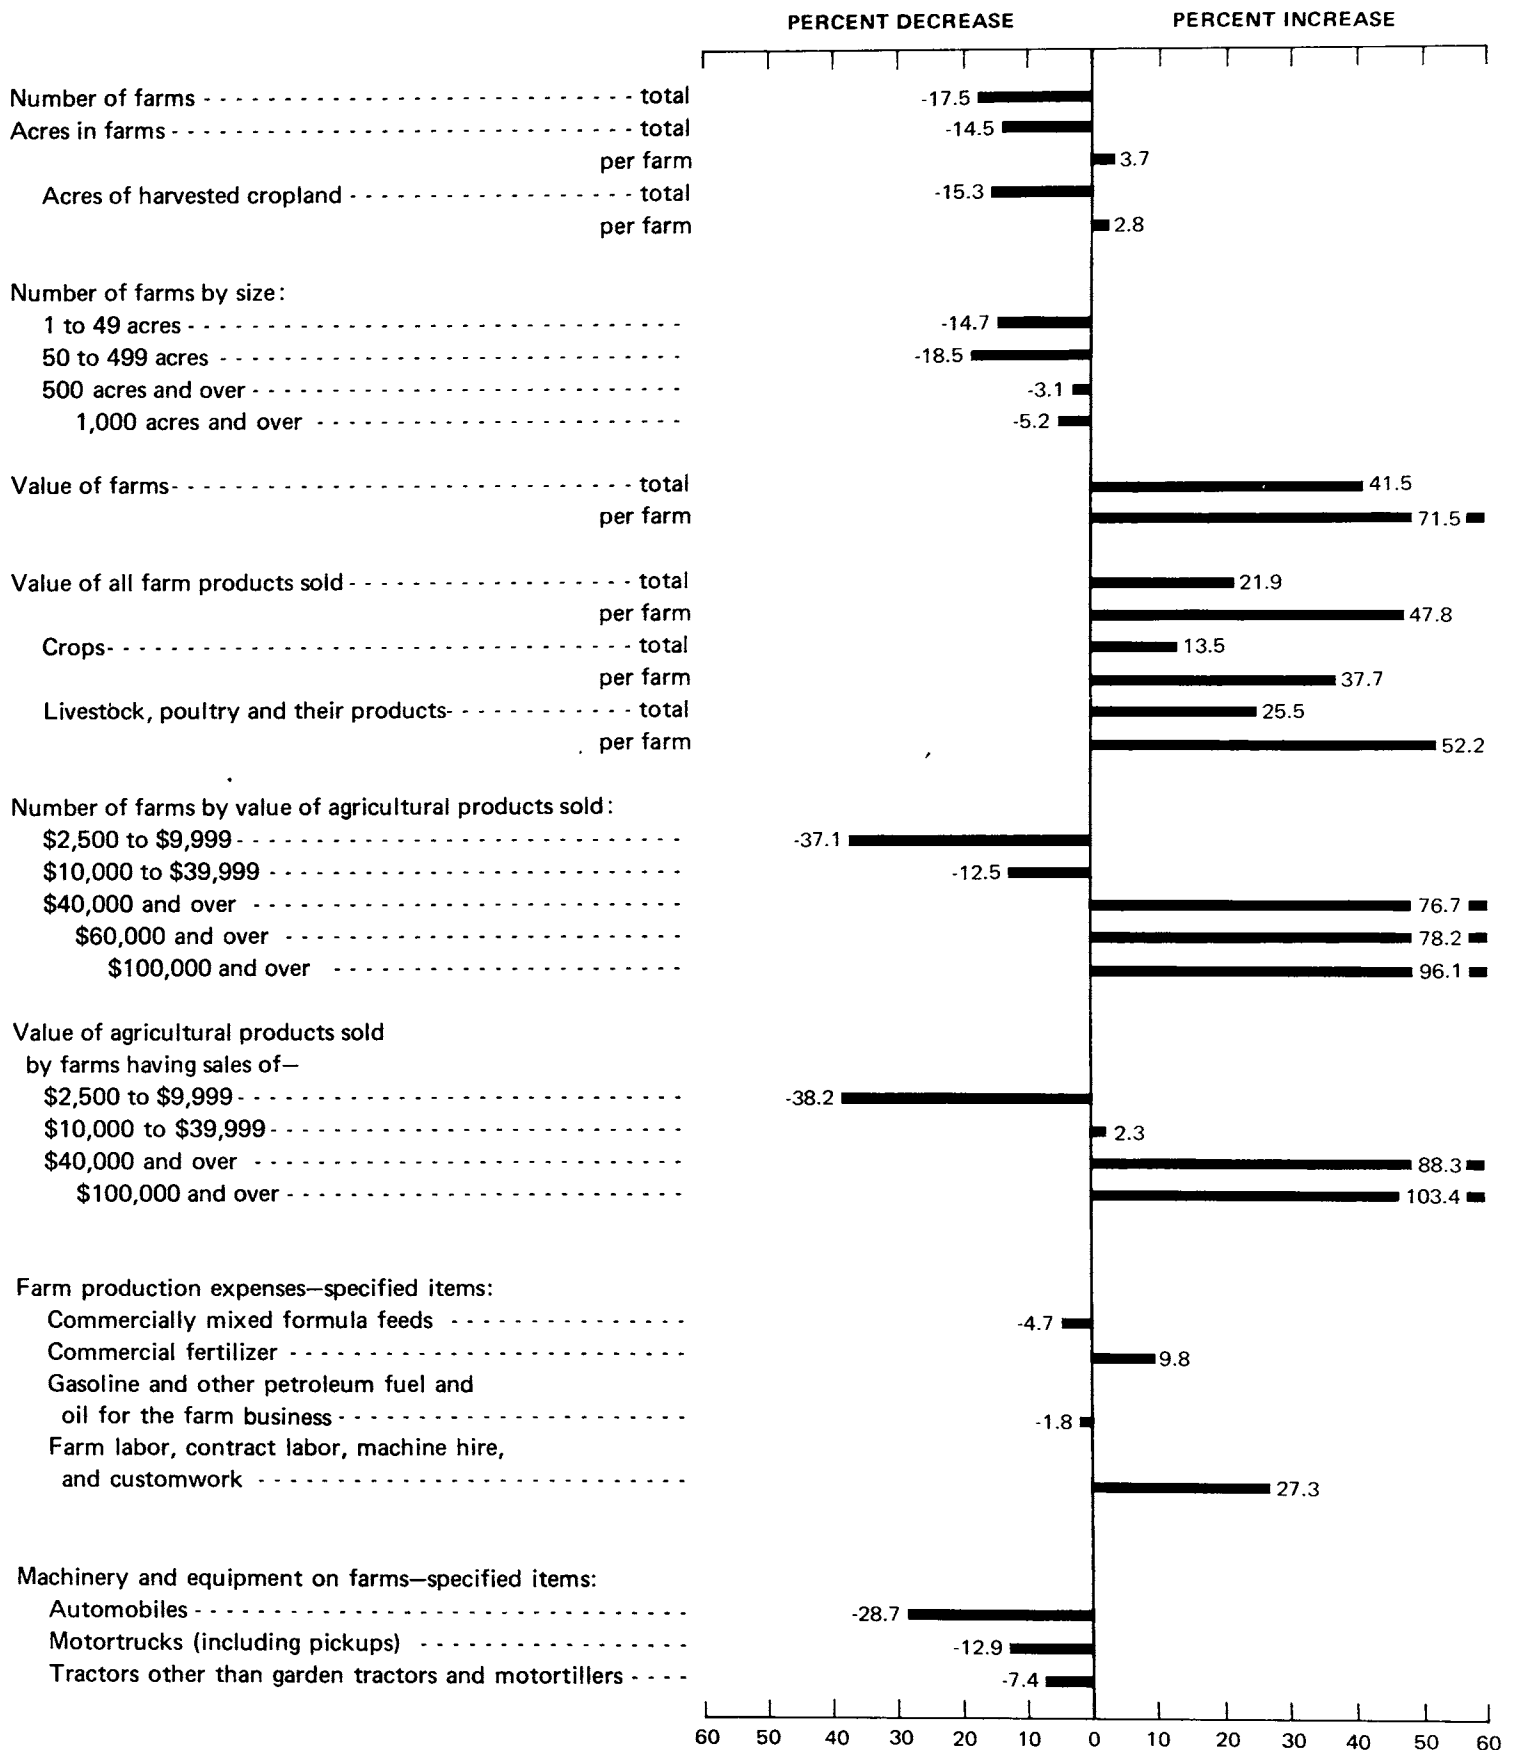 PERCENT DECREASE PERCENT INCREASE
Number of farms total -17.5
Acres in farms total -14.5
per farm 3.7
Acres of harvested cropland total -15.3
per farm 2.8
Number of farms by size:
1 to 49 acres -14.7
50 to 499 acres -18.5
500 acres and over -3.1
1,000 acres and over -5.2
Value of farms total 41.5
per farm 71.5
Value of all farm products sold total 21.9
per farm 47.8
Crops total 13.5
per farm 37.7
Livestock, poultry and their products total 25.5
per farm 52.2
Number of farms by value of agricultural products sold:
$2,500 to $9,999 -37.1
$10,000 to $39,999 -12.5
$40,000 and over 76.7
$60,000 and over 78.2
$100,000 and over 96.1
Value of agricultural products sold
by farms having sales of—
$2,500 to $9,999 -38.2
$10,000 to $39,999 2.3
$40,000 and over 88.3
$100,000 and over 103.4
Farm production expenses—specified items:
Commercially mixed formula feeds -4.7
Commercial fertilizer 9.8
Gasoline and other petroleum fuel and
oil for the farm business -1.8
Farm labor, contract labor, machine hire,
and customwork 27.3
Machinery and equipment on farms—specified items:
Automobiles -28.7
Motortrucks (including pickups) -12.9
Tractors other than garden tractors and motortillers -7.4
60 50 40 30 20 10 0 10 20 30 40 50 60